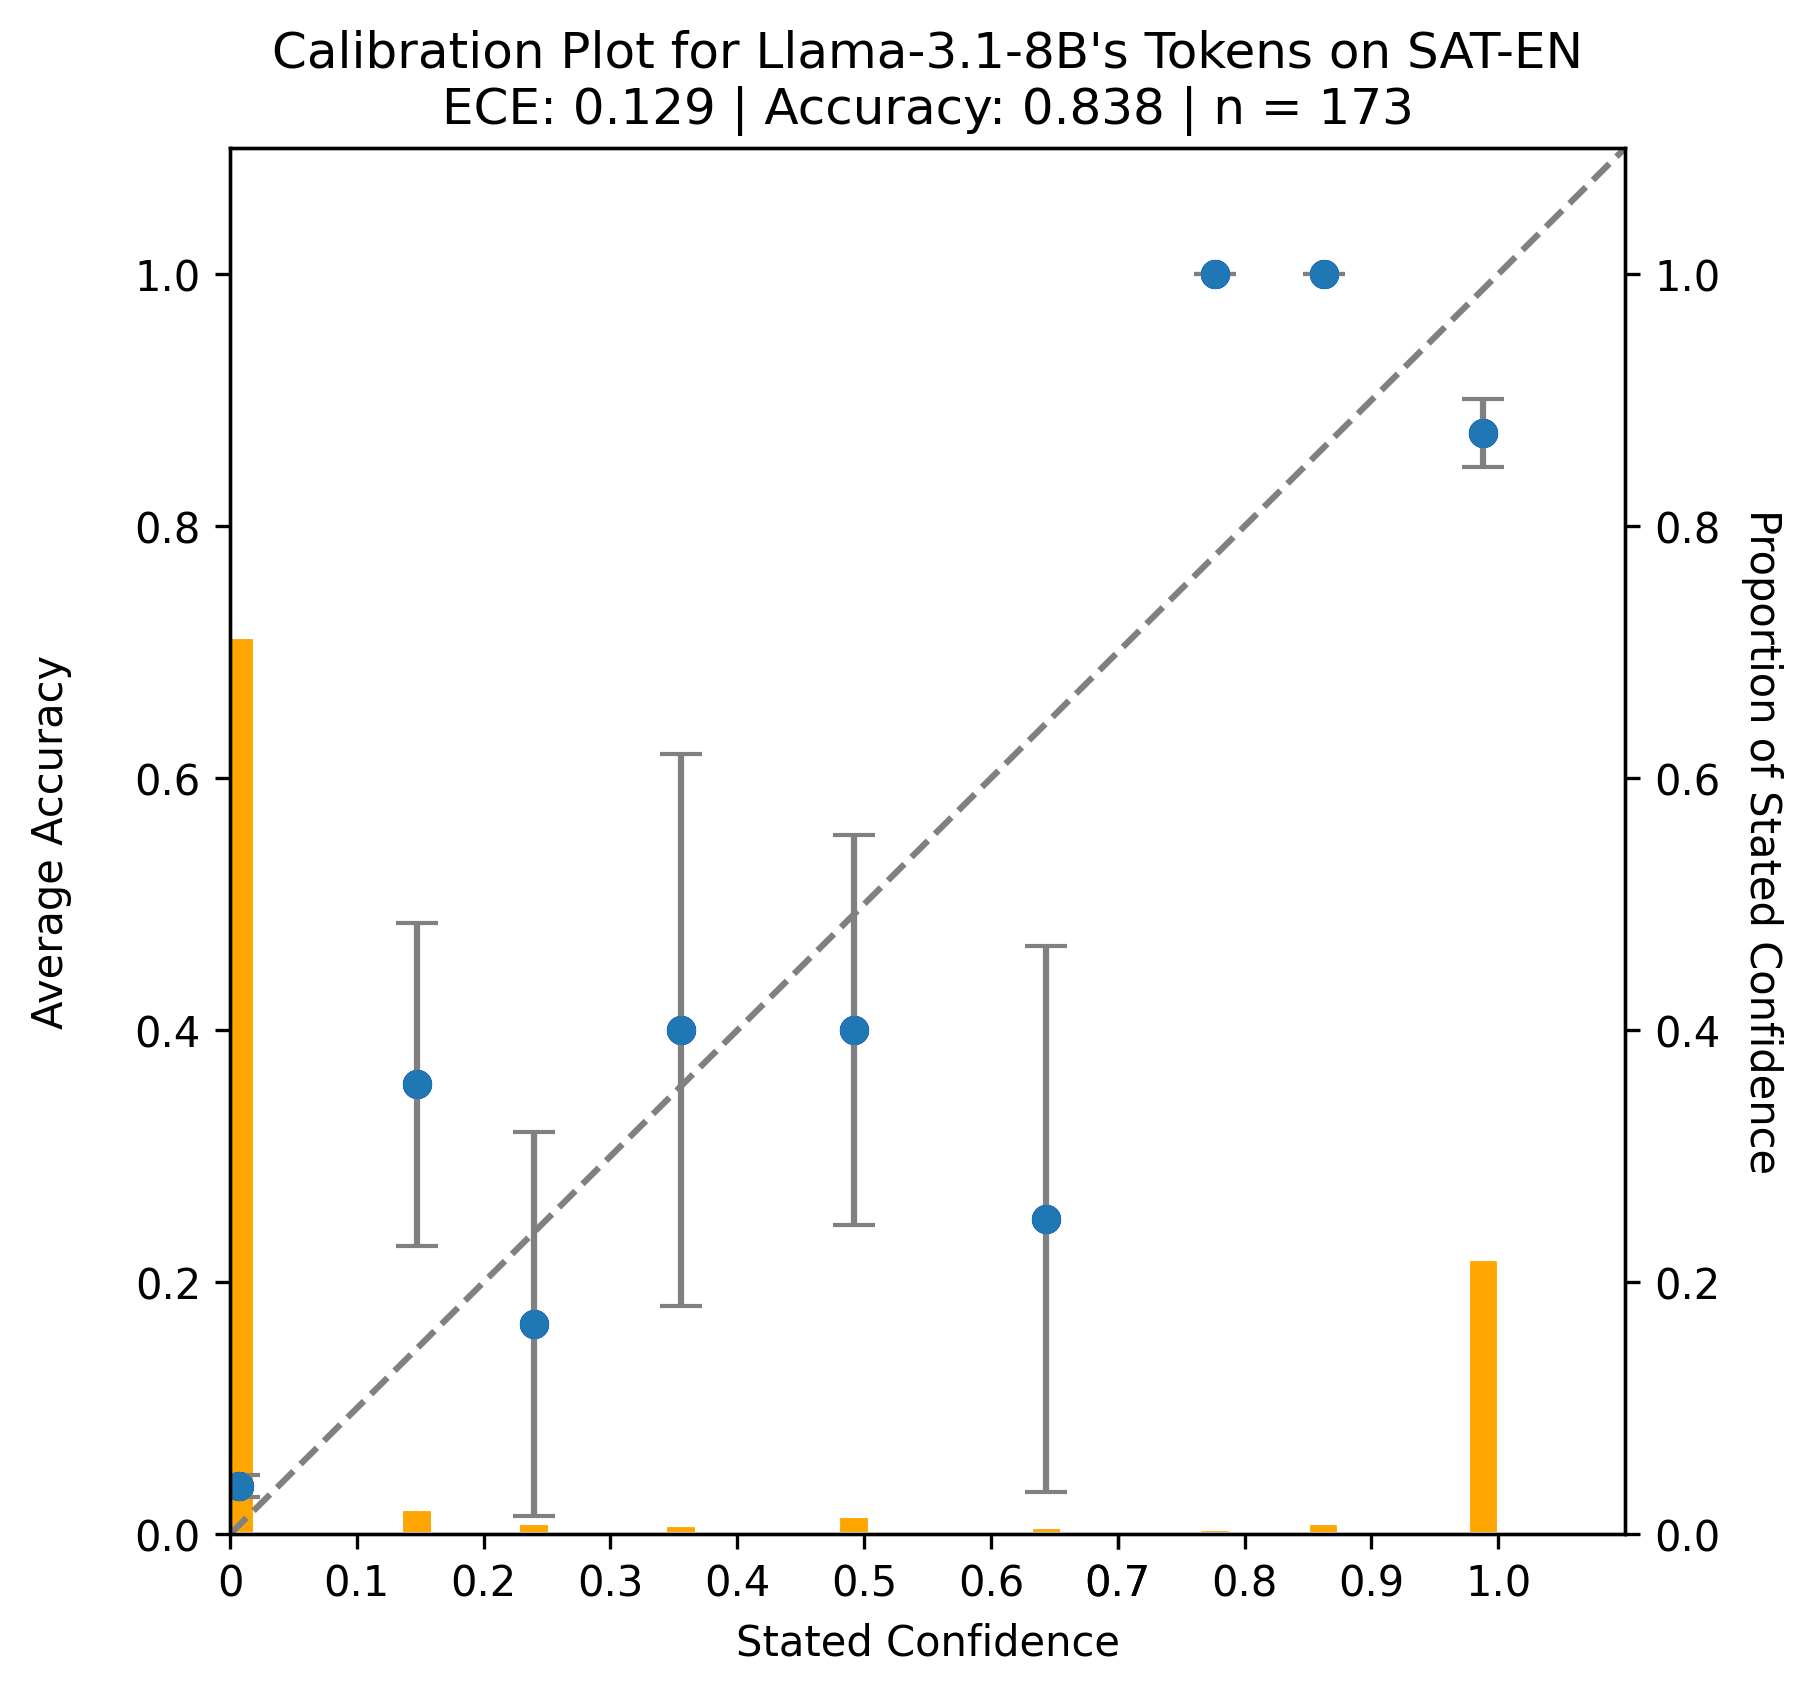 Calibration Plot for Llama-3.1-8B's Tokens on SAT-EN
ECE: 0.129 | Accuracy: 0.838 | n = 173
Average Accuracy
1.0
0.8
0.6
0.4
0.2
0.0
1.0
0.8
0.6
0.4
0.2
0.0
Proportion of Stated Confidence
0 0.1 0.2 0.3 0.4 0.5 0.6 0.7 0.8 0.9 1.0
Stated Confidence